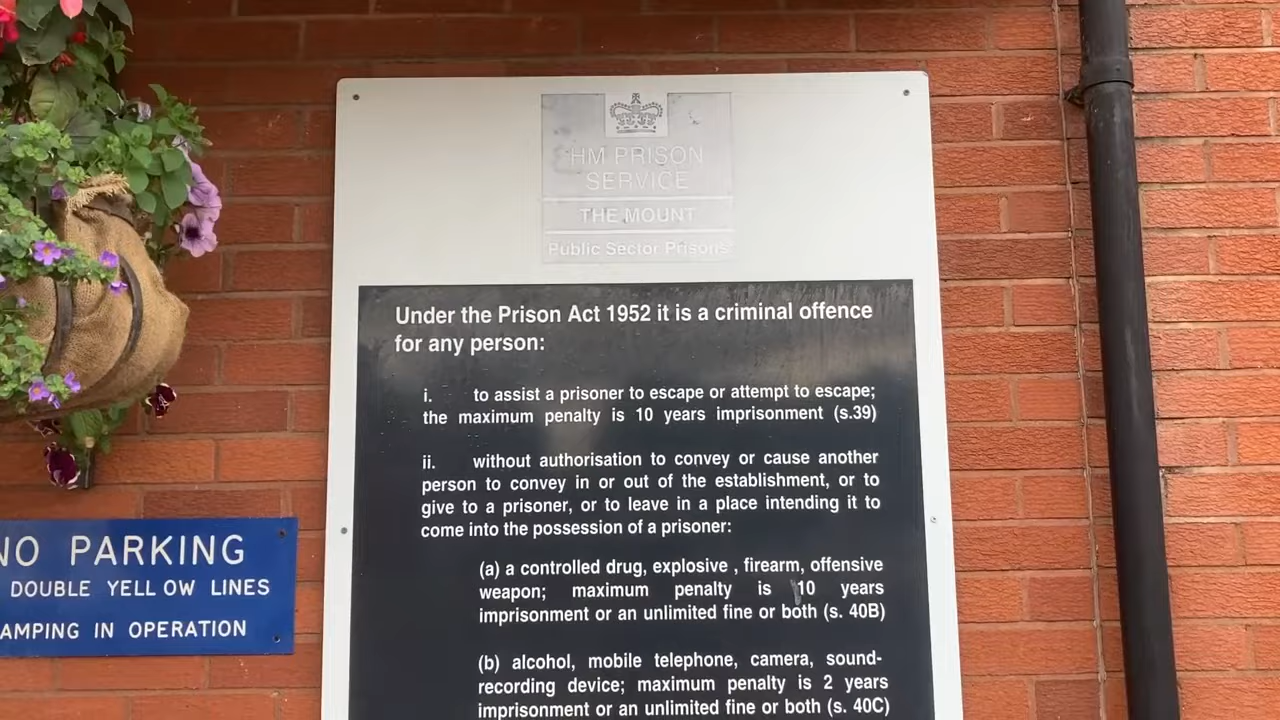 HM PRISON
SERVICE
THE MOUNT
Public Sector Prisons
Under the Prison Act 1952 it is a criminal offence
for any person:
i. to assist a prisoner to escape or attempt to escape;
the maximum penalty is 10 years imprisonment (s.39)
ii. without authorisation to convey or cause another
person to convey in or out of the establishment, or to
give to a prisoner, or to leave in a place intending it to
come into the possession of a prisoner:
(a) a controlled drug, explosive , firearm, offensive
weapon; maximum penalty is 10 years
imprisonment or an unlimited fine or both (s. 40B)
(b) alcohol, mobile telephone, camera, sound-
recording device; maximum penalty is 2 years
imprisonment or an unlimited fine or both (s. 40C)
NO PARKING
DOUBLE YELLOW LINES
AMPING IN OPERATION